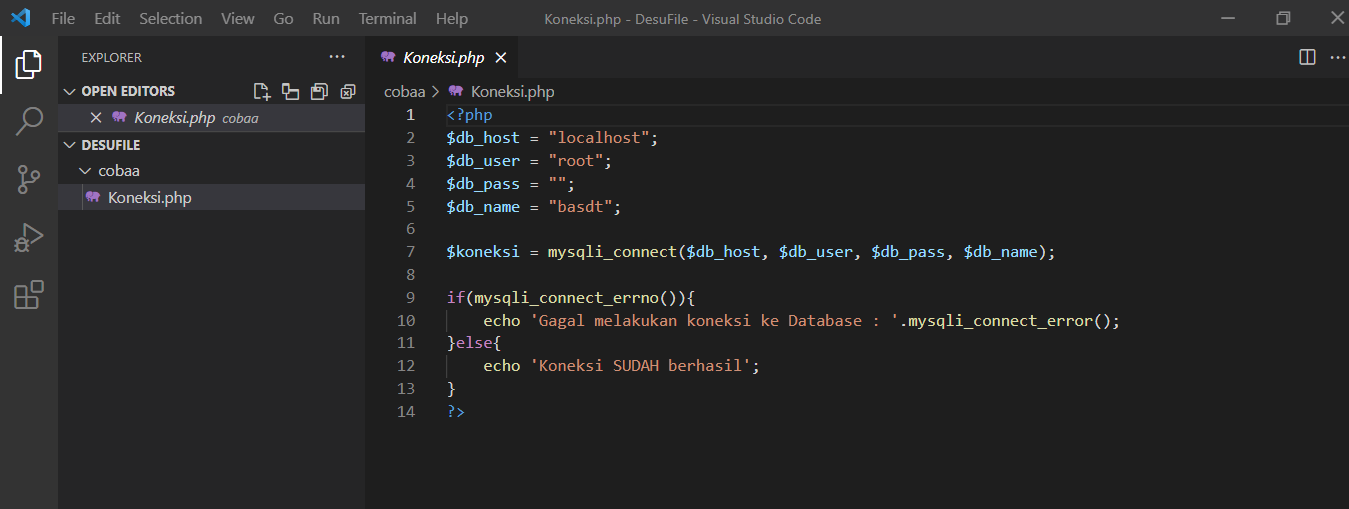 File Edit Selection View Go Run Terminal Help Koneksi.php - DesuFile - Visual Studio Code
EXPLORER
OPEN EDITORS
Koneksi.php cobaa
DESUFILE
cobaa
Koneksi.php
Koneksi.php
cobaa > Koneksi.php
1 <?php
2 $db_host = "localhost";
3 $db_user = "root";
4 $db_pass = "";
5 $db_name = "basdt";
6
7 $koneksi = mysqli_connect($db_host, $db_user, $db_pass, $db_name);
8
9 if(mysqli_connect_errno()){
10 echo 'Gagal melakukan koneksi ke Database : '.mysqli_connect_error();
11 }else{
12 echo 'Koneksi SUDAH berhasil';
13 }
14 ?>